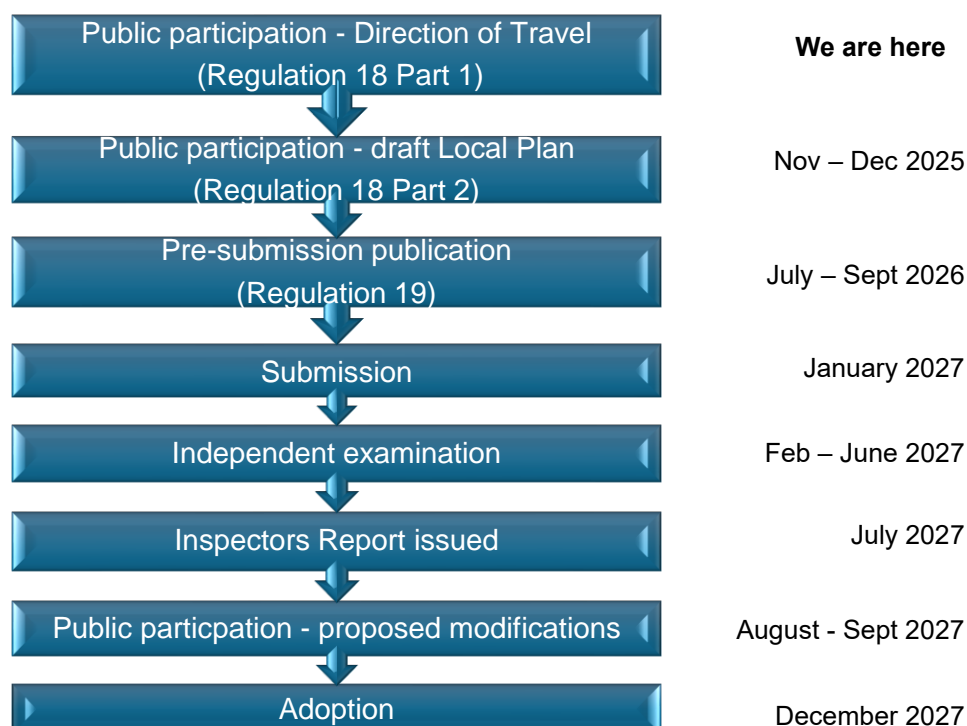 Public participation - Direction of Travel
(Regulation 18 Part 1)
We are here
Public participation - draft Local Plan
(Regulation 18 Part 2)
Nov – Dec 2025
Pre-submission publication
(Regulation 19)
July – Sept 2026
Submission
January 2027
Independent examination
Feb – June 2027
Inspectors Report issued
July 2027
Public particpation - proposed modifications
August - Sept 2027
Adoption
December 2027